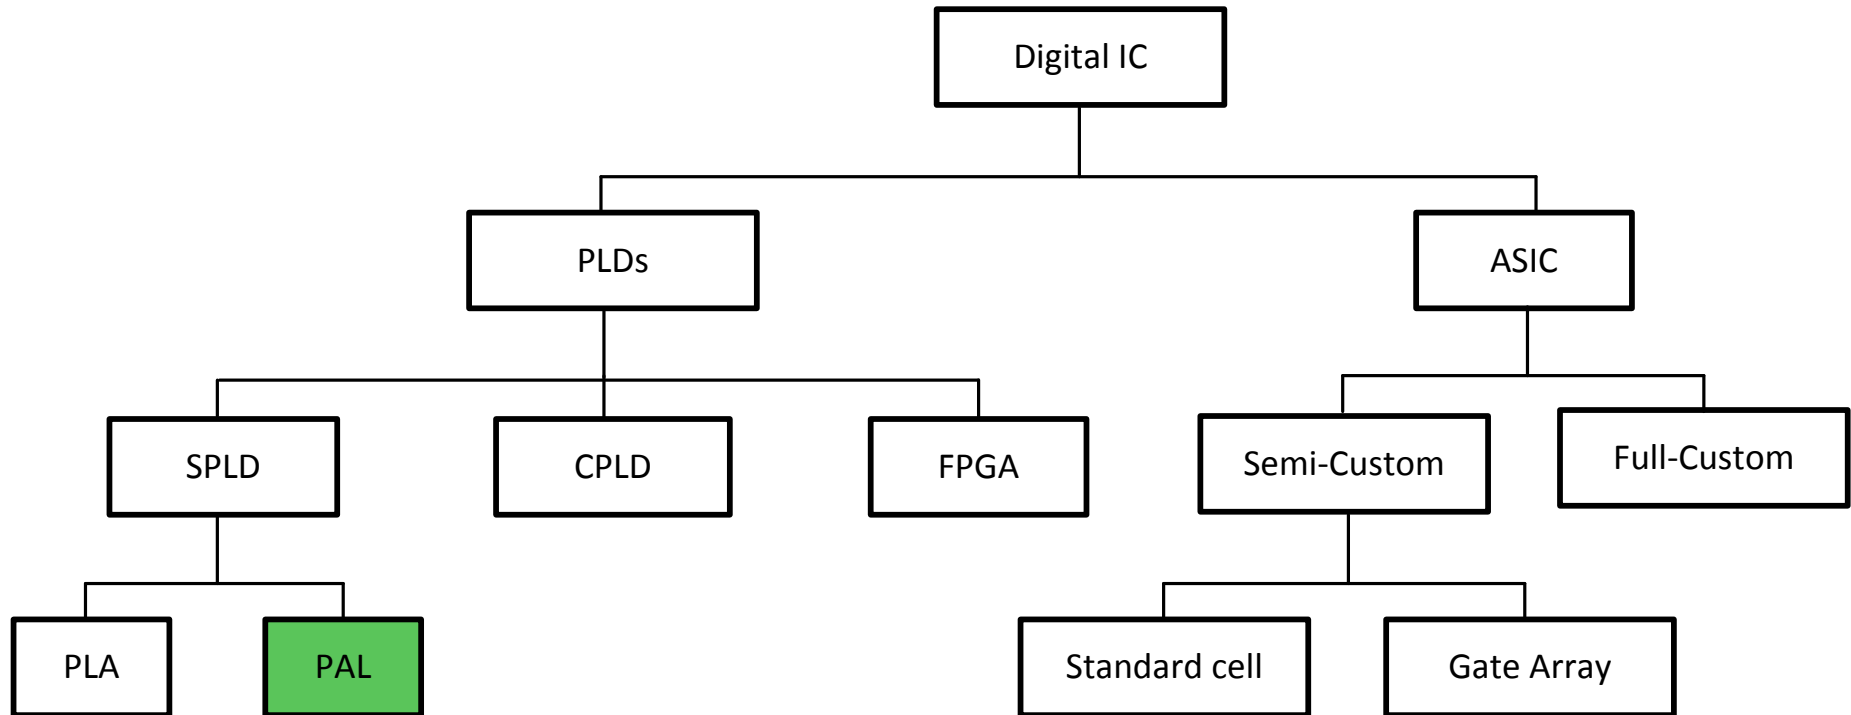 Digital IC
PLDs
ASIC
SPLD
CPLD
FPGA
Semi-Custom
Full-Custom
PLA
PAL
Standard cell
Gate Array